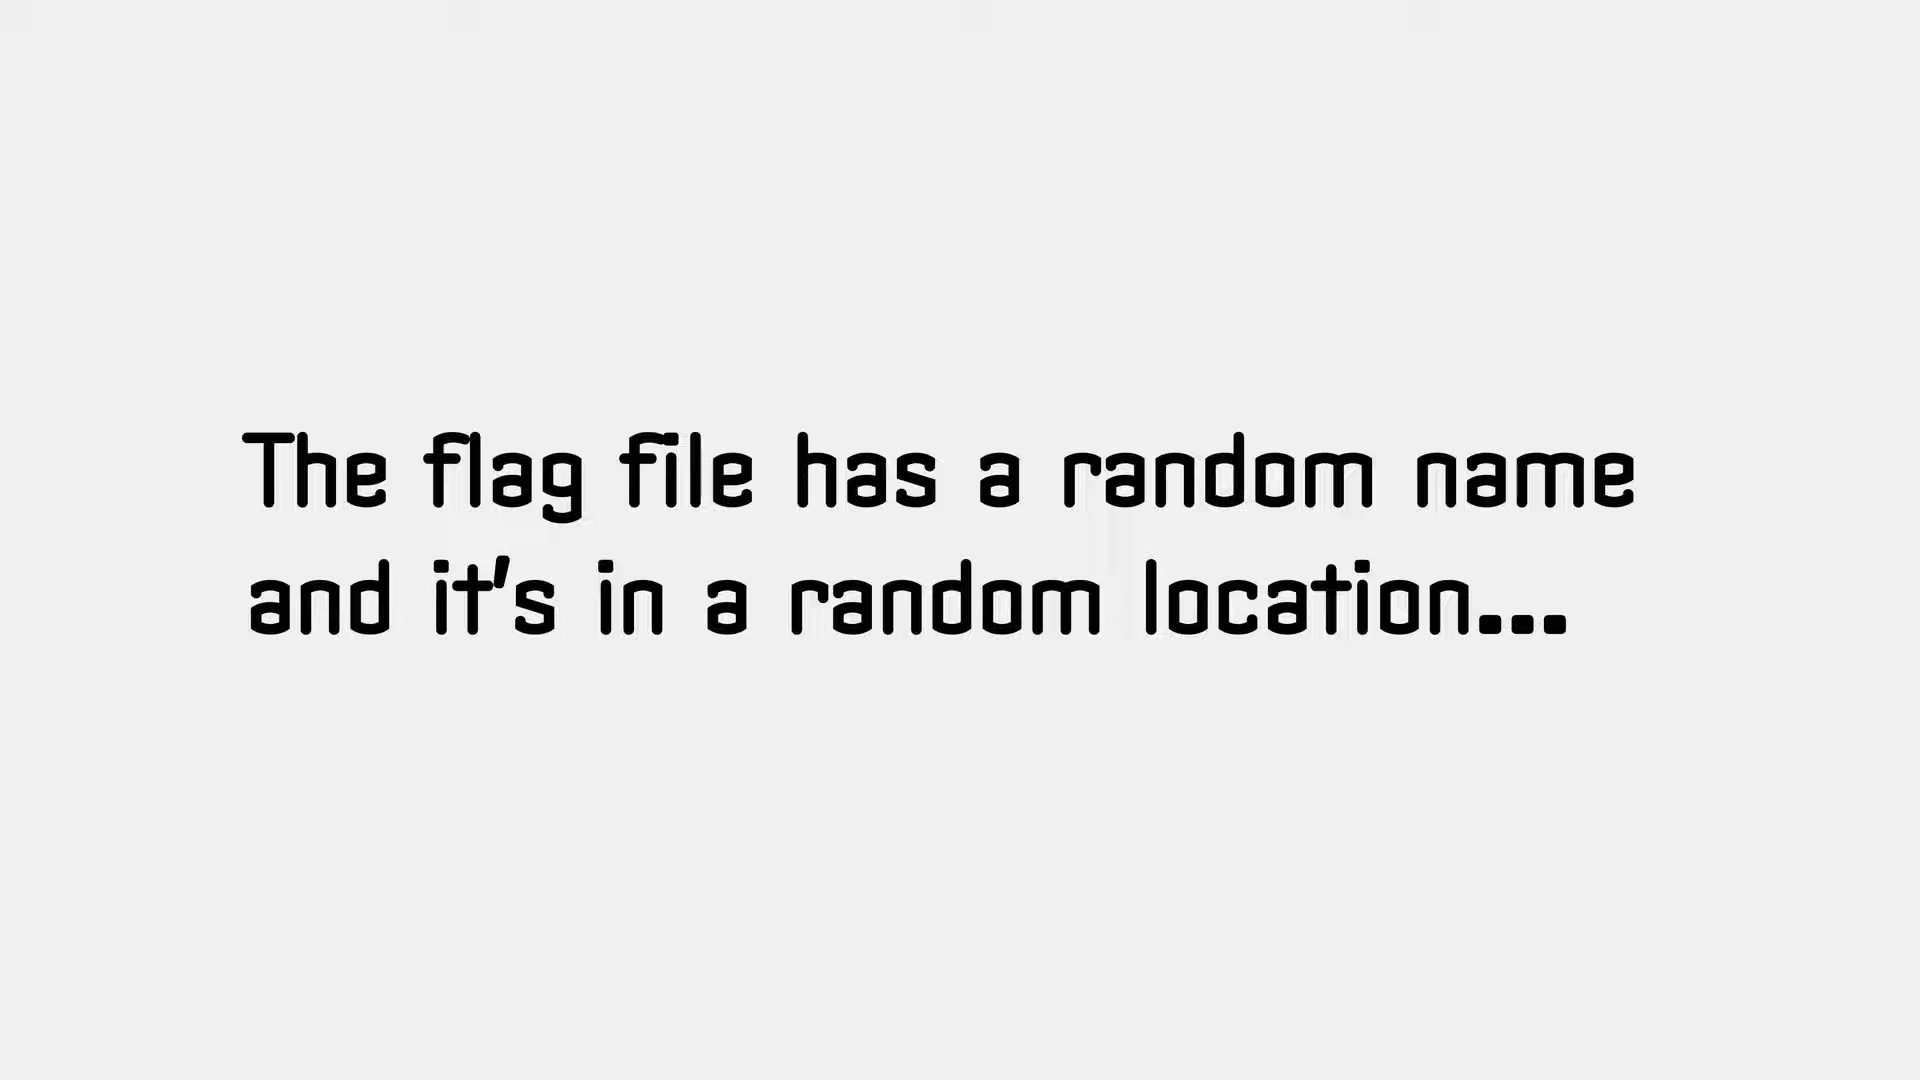 The flag file has a random name
and it's in a random location...